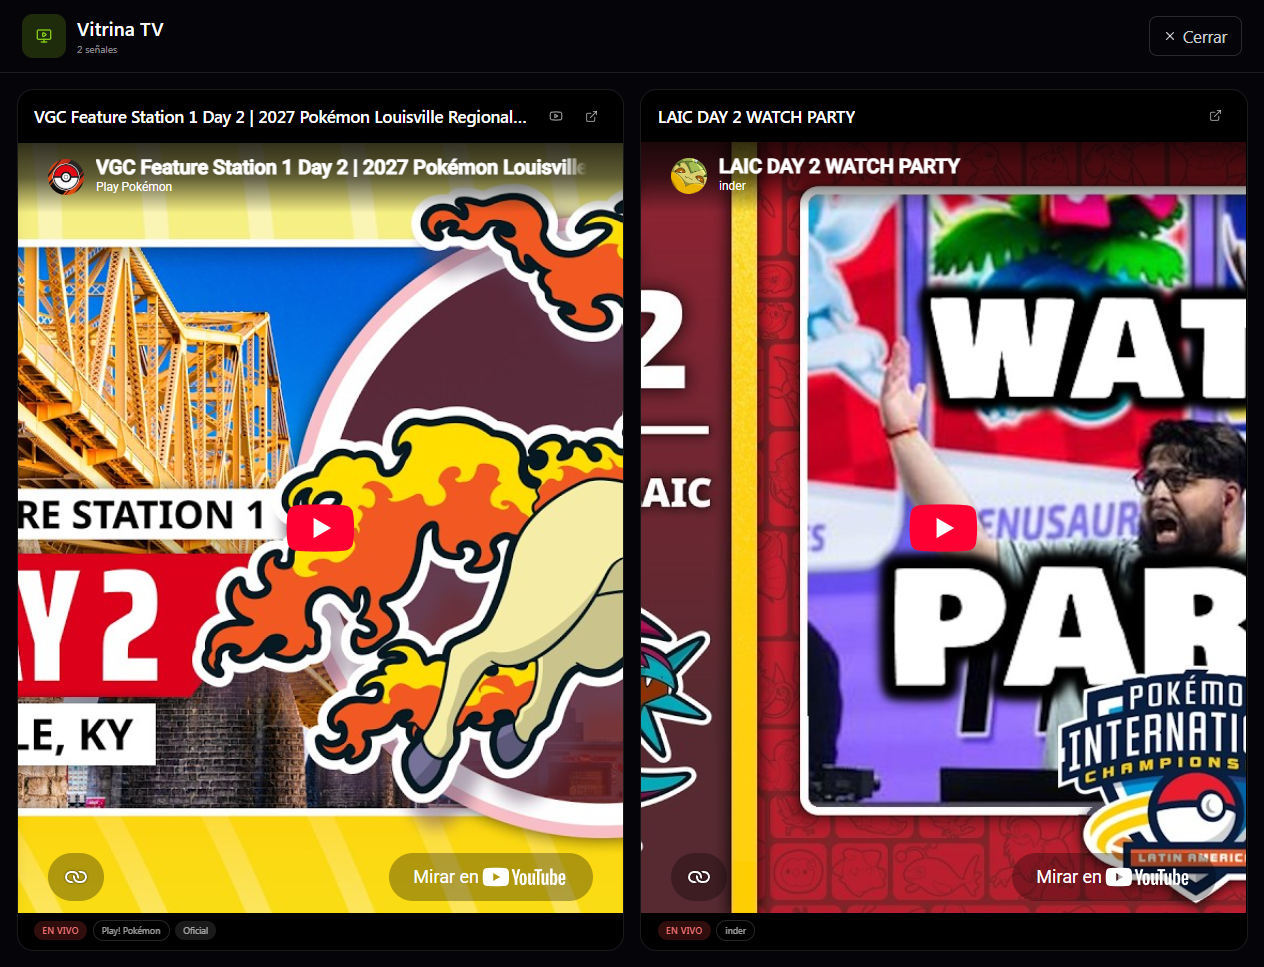 Vitrina TV
2 señales
Cerrar
VGC Feature Station 1 Day 2 | 2027 Pokémon Louisville Regional...
VGC Feature Station 1 Day 2 | 2027 Pokémon Louisville
Play Pokémon
RE STATION 1
Y 2
LE, KY
Mirar en YouTube
EN VIVO
Play! Pokémon
Oficial
LAIC DAY 2 WATCH PARTY
LAIC DAY 2 WATCH PARTY
inder
2
WAT
AIC
ENUSAUR
PAR
POKÉMO
INTERNATI
CHAMPIONS
LATIN AMERIC
Mirar en YouTube
EN VIVO
inder